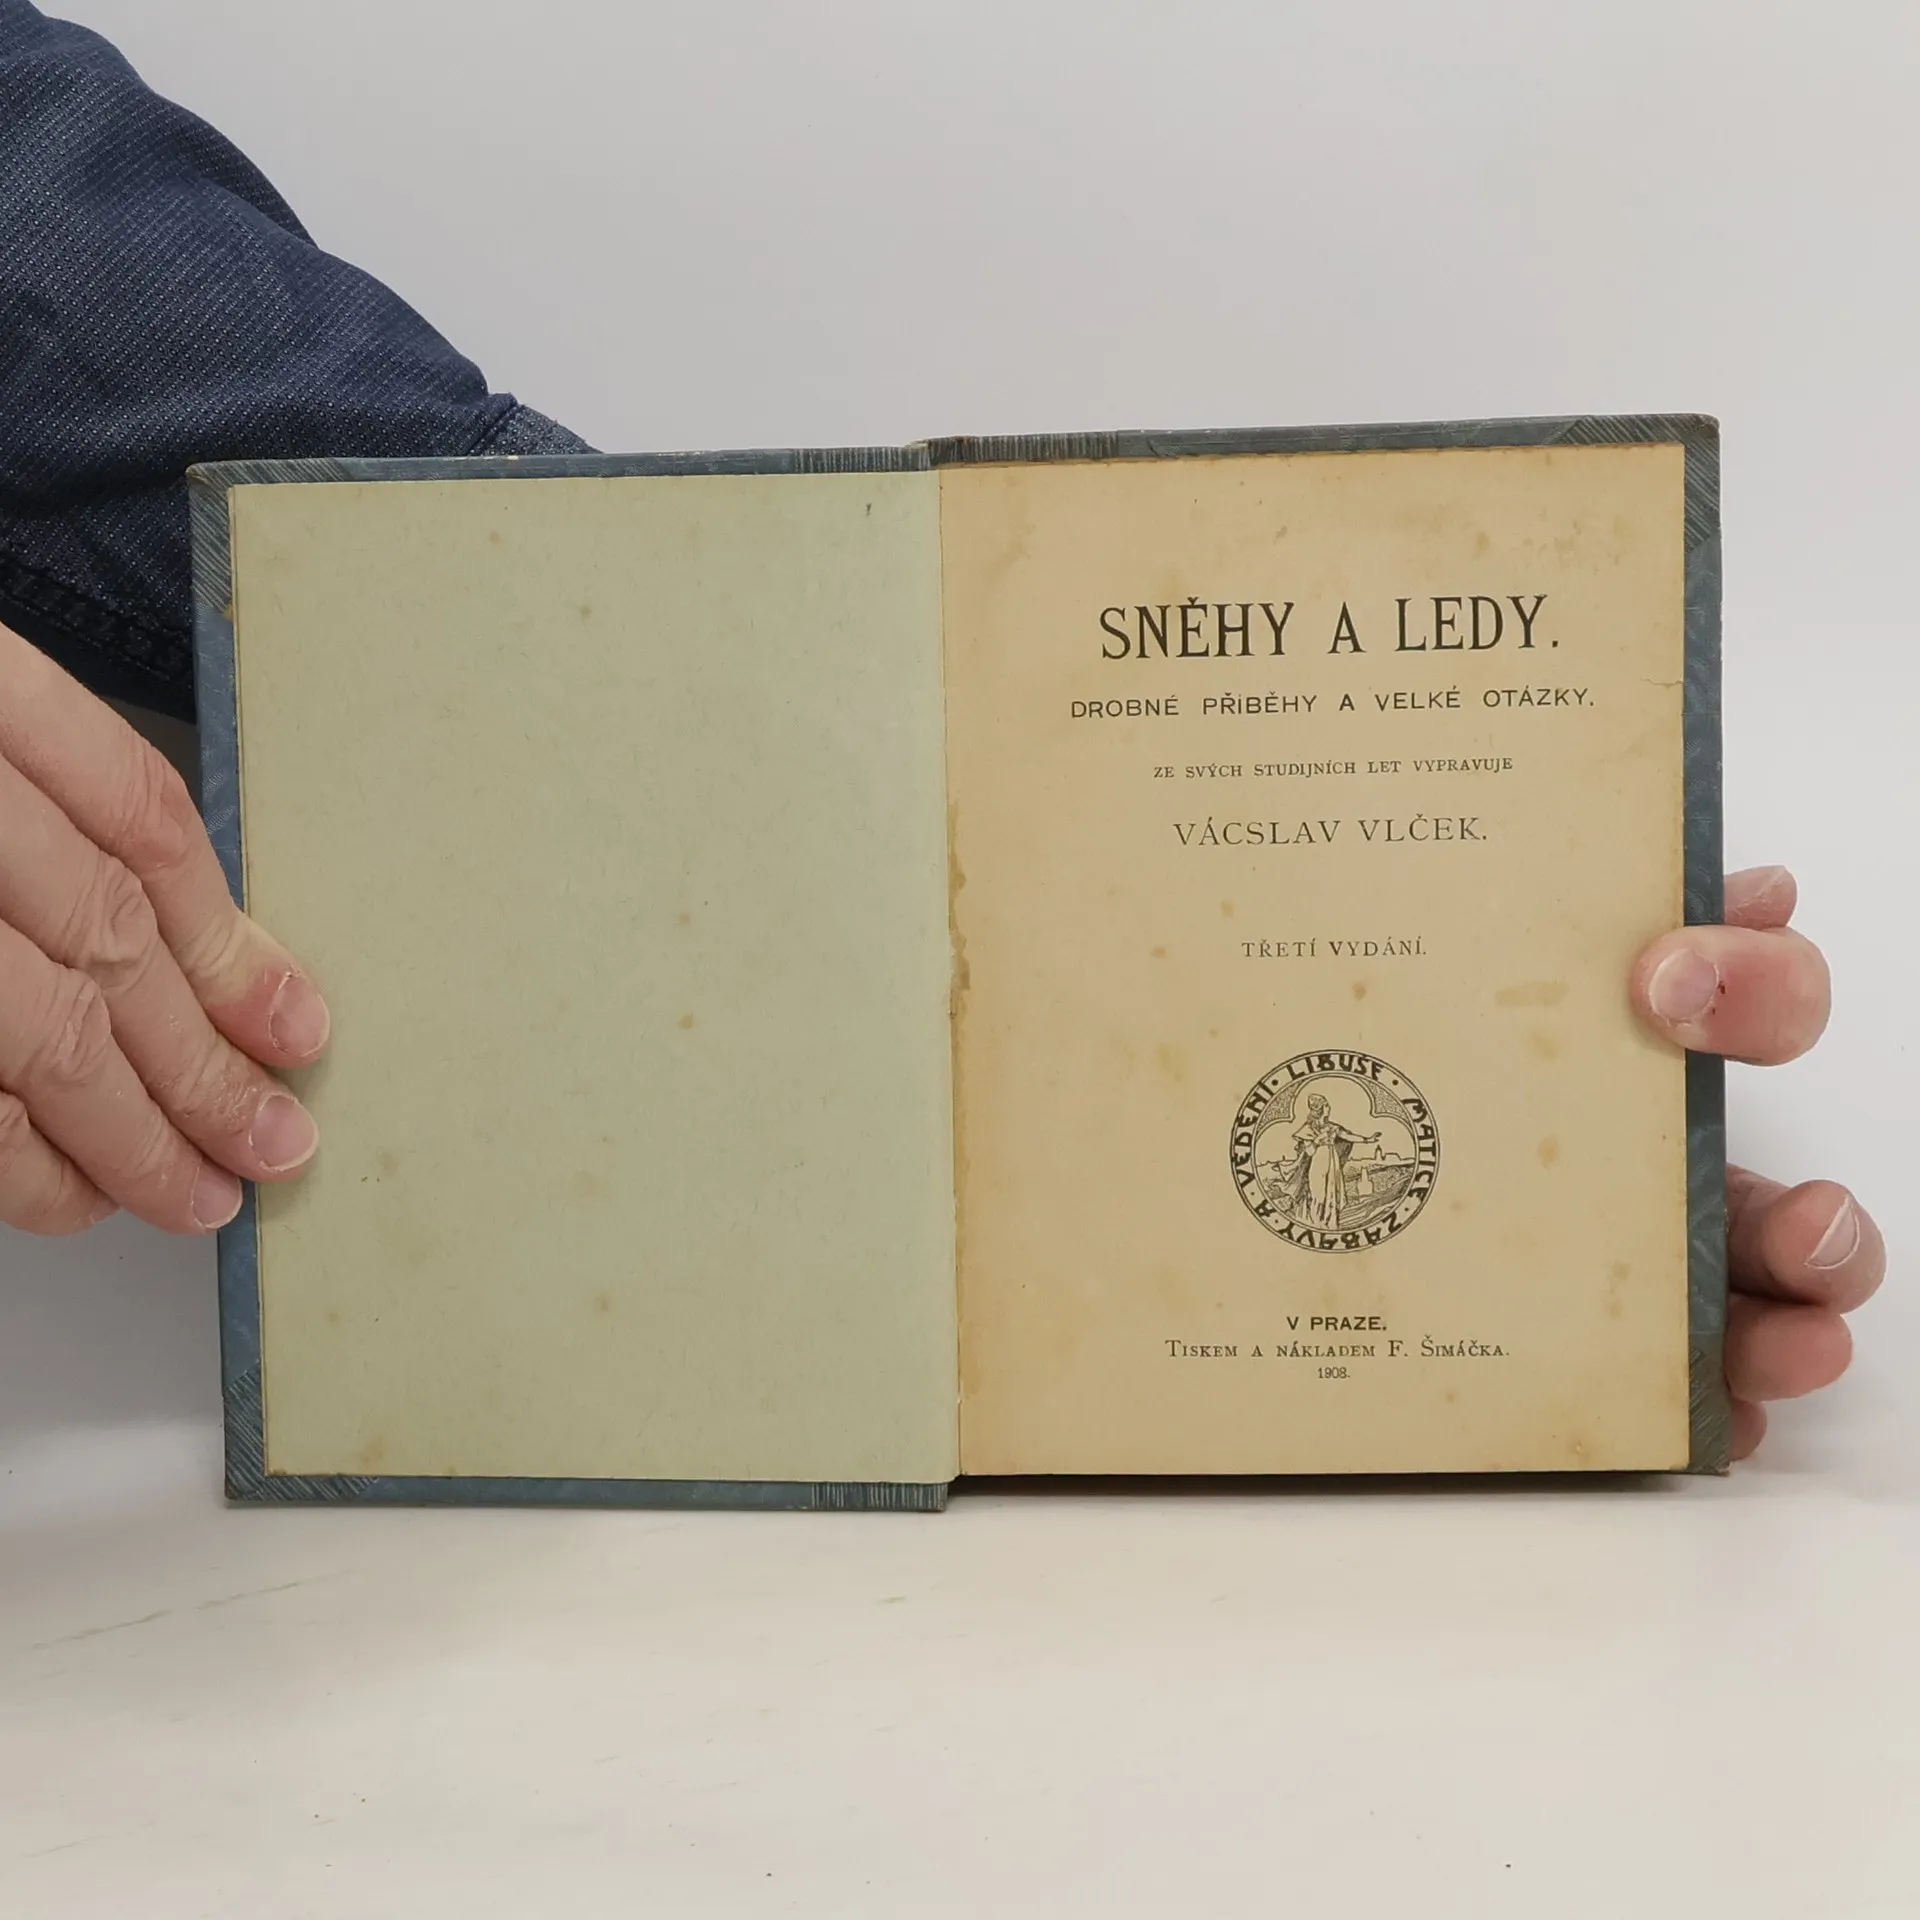 SNĚHY A LEDY.
DROBNÉ PŘÍBĚHY A VELKÉ OTÁZKY.
ZE SVÝCH STUDIJNÍCH LET VYPRAVUJE
VÁCSLAV VLČEK.
TŘETÍ VYDÁNÍ.
LIBUŠE · MATICE · ZÁBAVY · A · VĚDĚNÍ ·
V PRAZE.
TISKEM A NÁKLADEM F. ŠIMÁČKA.
1908.